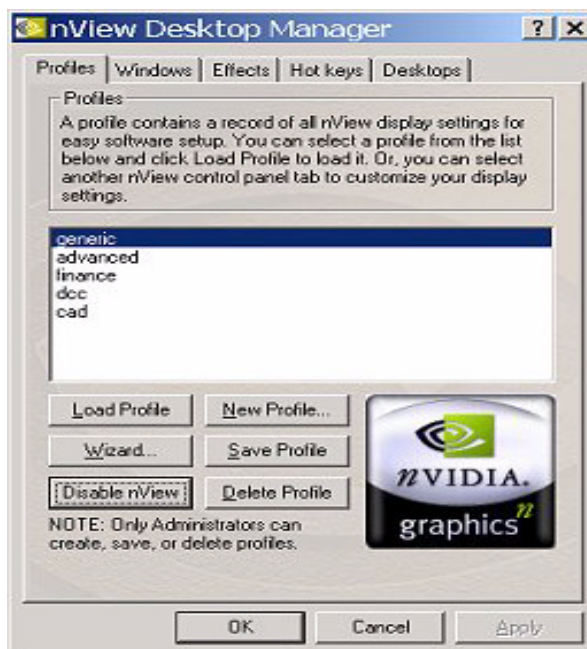 nView Desktop Manager
Profiles Windows Effects Hot keys Desktops
Profiles
A profile contains a record of all nView display settings for
easy software setup. You can select a profile from the list
below and click Load Profile to load it. Or, you can select
another nView control panel tab to customize your display
settings.
generic
advanced
finance
dcc
cad
Load Profile New Profile...
Wizard... Save Profile
Disable nView Delete Profile
NOTE: Only Administrators can
create, save, or delete profiles.
nVIDIA.
graphics n
OK Cancel Apply